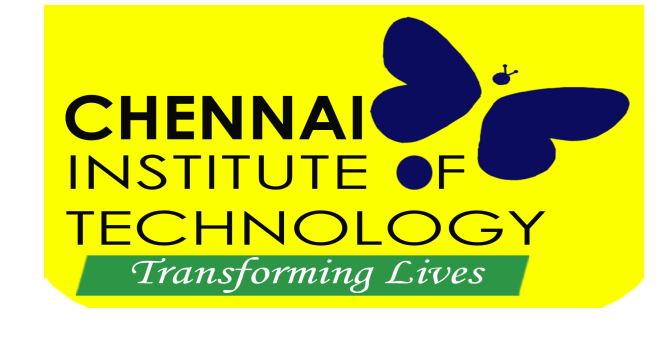 CHENNAI
INSTITUTE OF
TECHNOLOGY
Transforming Lives